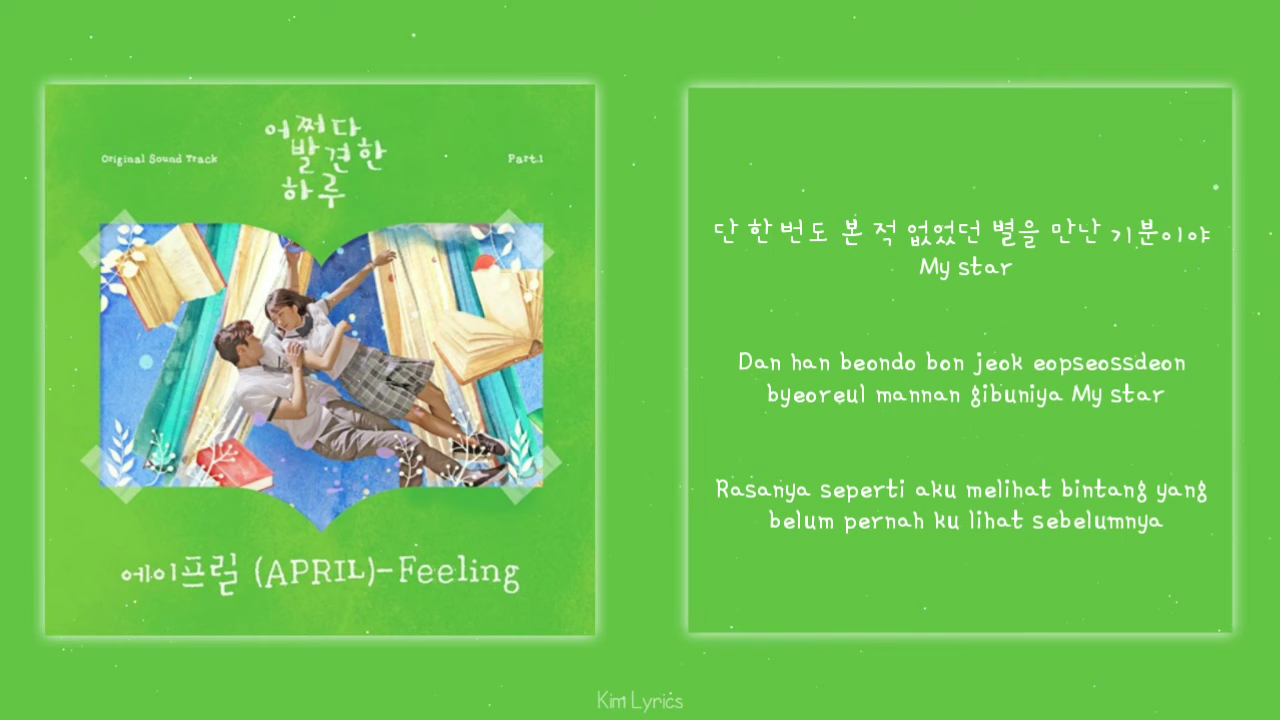 어쩌다
발견한
하루
Original Sound Track
Part.1
에이프릴 (APRIL)-Feeling
단 한 번도 본 적 없었던 별을 만난 기분이야
My star
Dan han beondo bon jeok eopseossdeon
byeoreul mannan gibuniya My star
Rasanya seperti aku melihat bintang yang
belum pernah ku lihat sebelumnya
Kim Lyrics